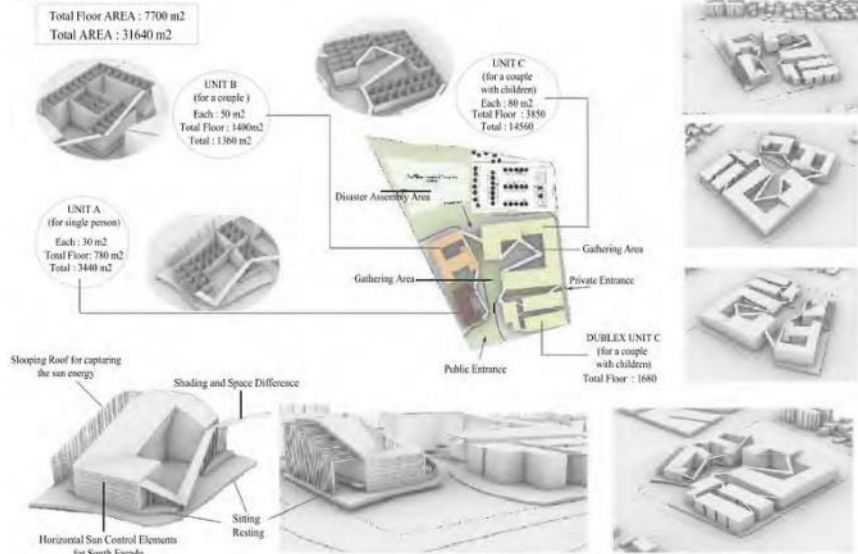 Total Floor AREA : 7700 m2
Total AREA : 31640 m2
UNIT B
(for a couple )
Each : 50 m2
Total Floor : 1400m2
Total : 1360 m2
UNIT C
(for a couple
with children)
Each : 80 m2
Total Floor : 3850
Total : 14560
Disaster Assembly Area
UNIT A
(for single person)
Each : 30 m2
Total Floor: 780 m2
Total : 3440 m2
Gathering Area
Gathering Area
Private Entrance
Public Entrance
DUBLEX UNIT C
(for a couple
with children)
Total Floor : 1680
Slooping Roof for capturing
the sun energy
Shading and Space Difference
Sitting
Resting
Horizontal Sun Control Elements
for South Facade